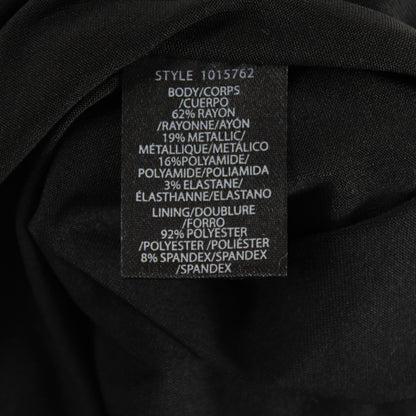 STYLE 1015762
BODY/CORPS
/CUERPO
62% RAYON
/RAYONNE/AYÓN
19% METALLIC/
MÉTALLIQUE/METÁLICO
16%POLYAMIDE/
POLYAMIDE/POLIAMIDA
3% ELASTANE/
ÉLASTHANNE/ELASTANO
LINING/DOUBLURE
/FORRO
92% POLYESTER
/POLYESTER /POLIÉSTER
8% SPANDEX/SPANDEX
/SPANDEX